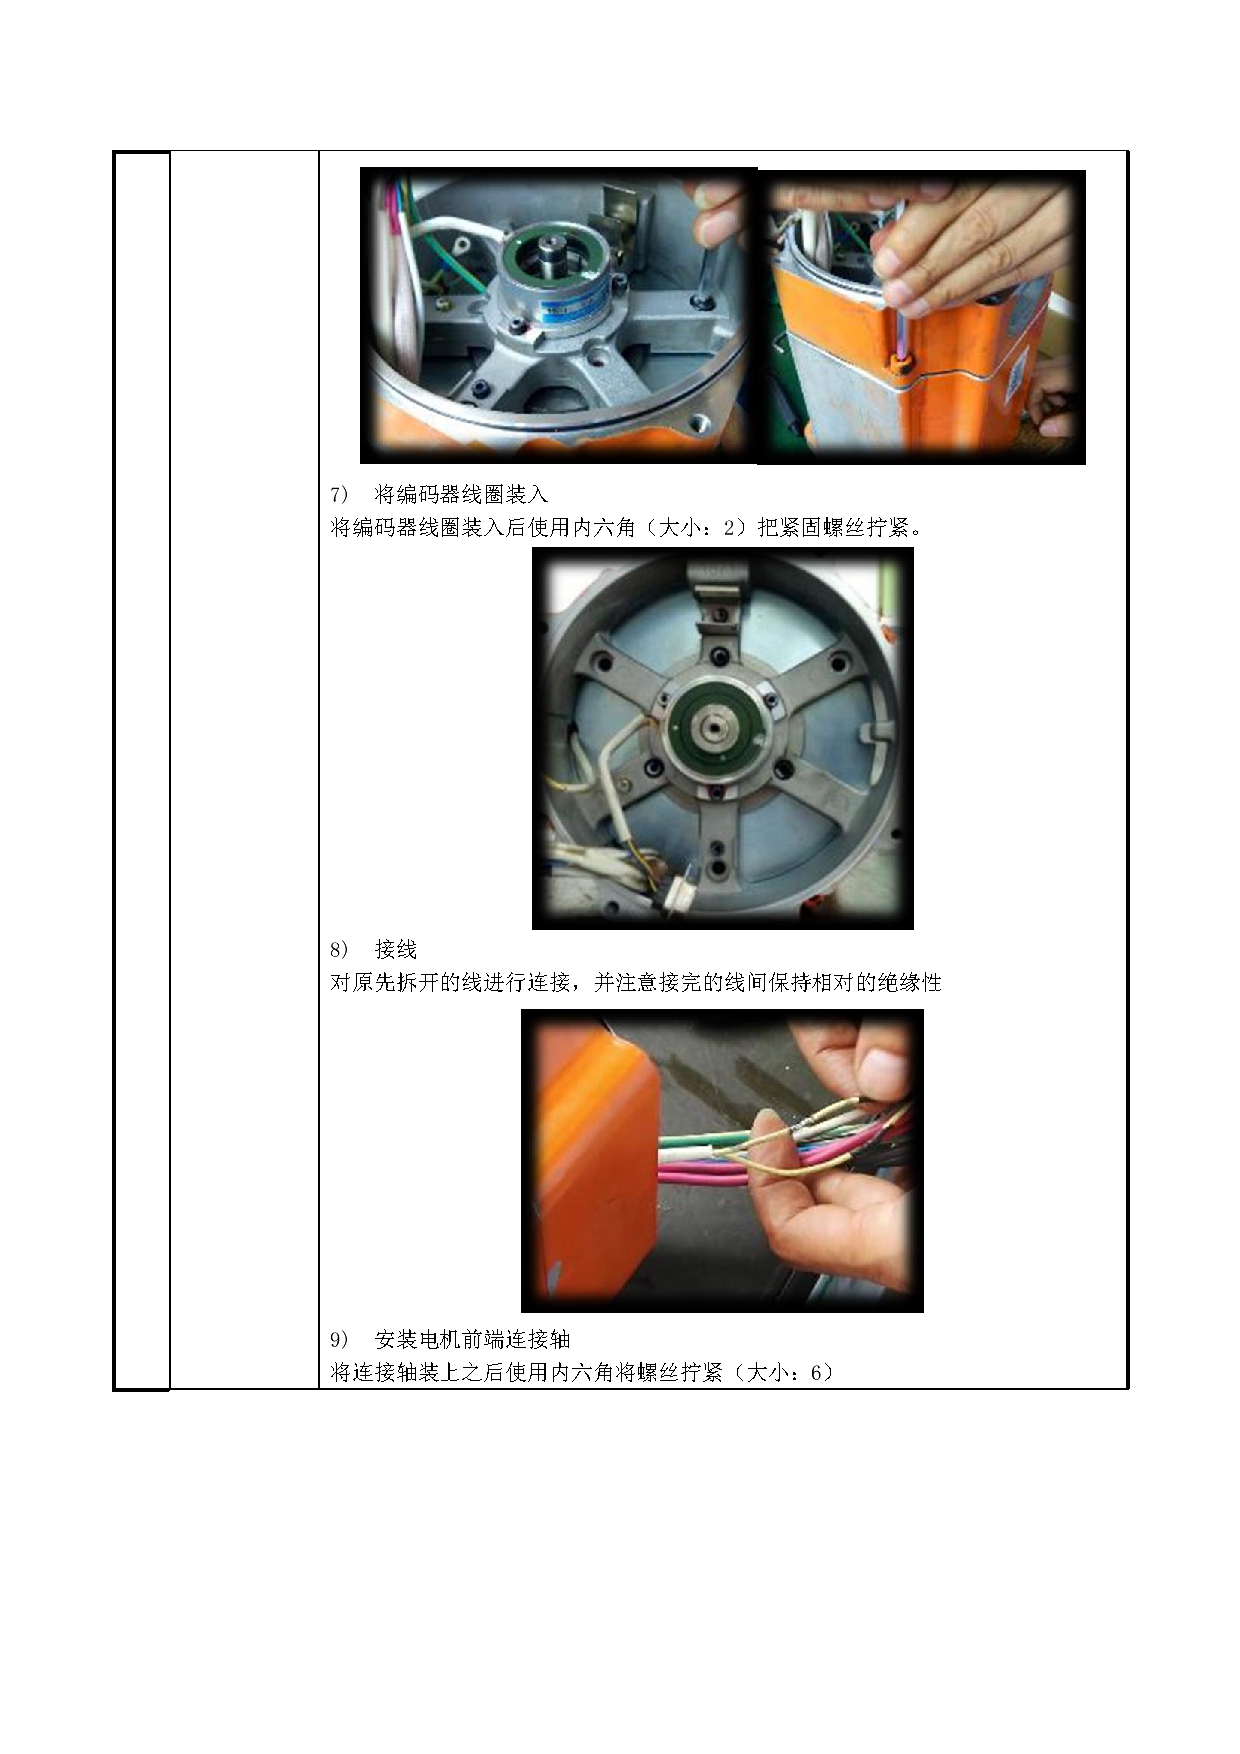 7) 将编码器线圈装入
将编码器线圈装入后使用内六角（大小：2）把紧固螺丝拧紧。
8) 接线
对原先拆开的线进行连接，并注意接完的线间保持相对的绝缘性
9) 安装电机前端连接轴
将连接轴装上之后使用内六角将螺丝拧紧（大小：6）